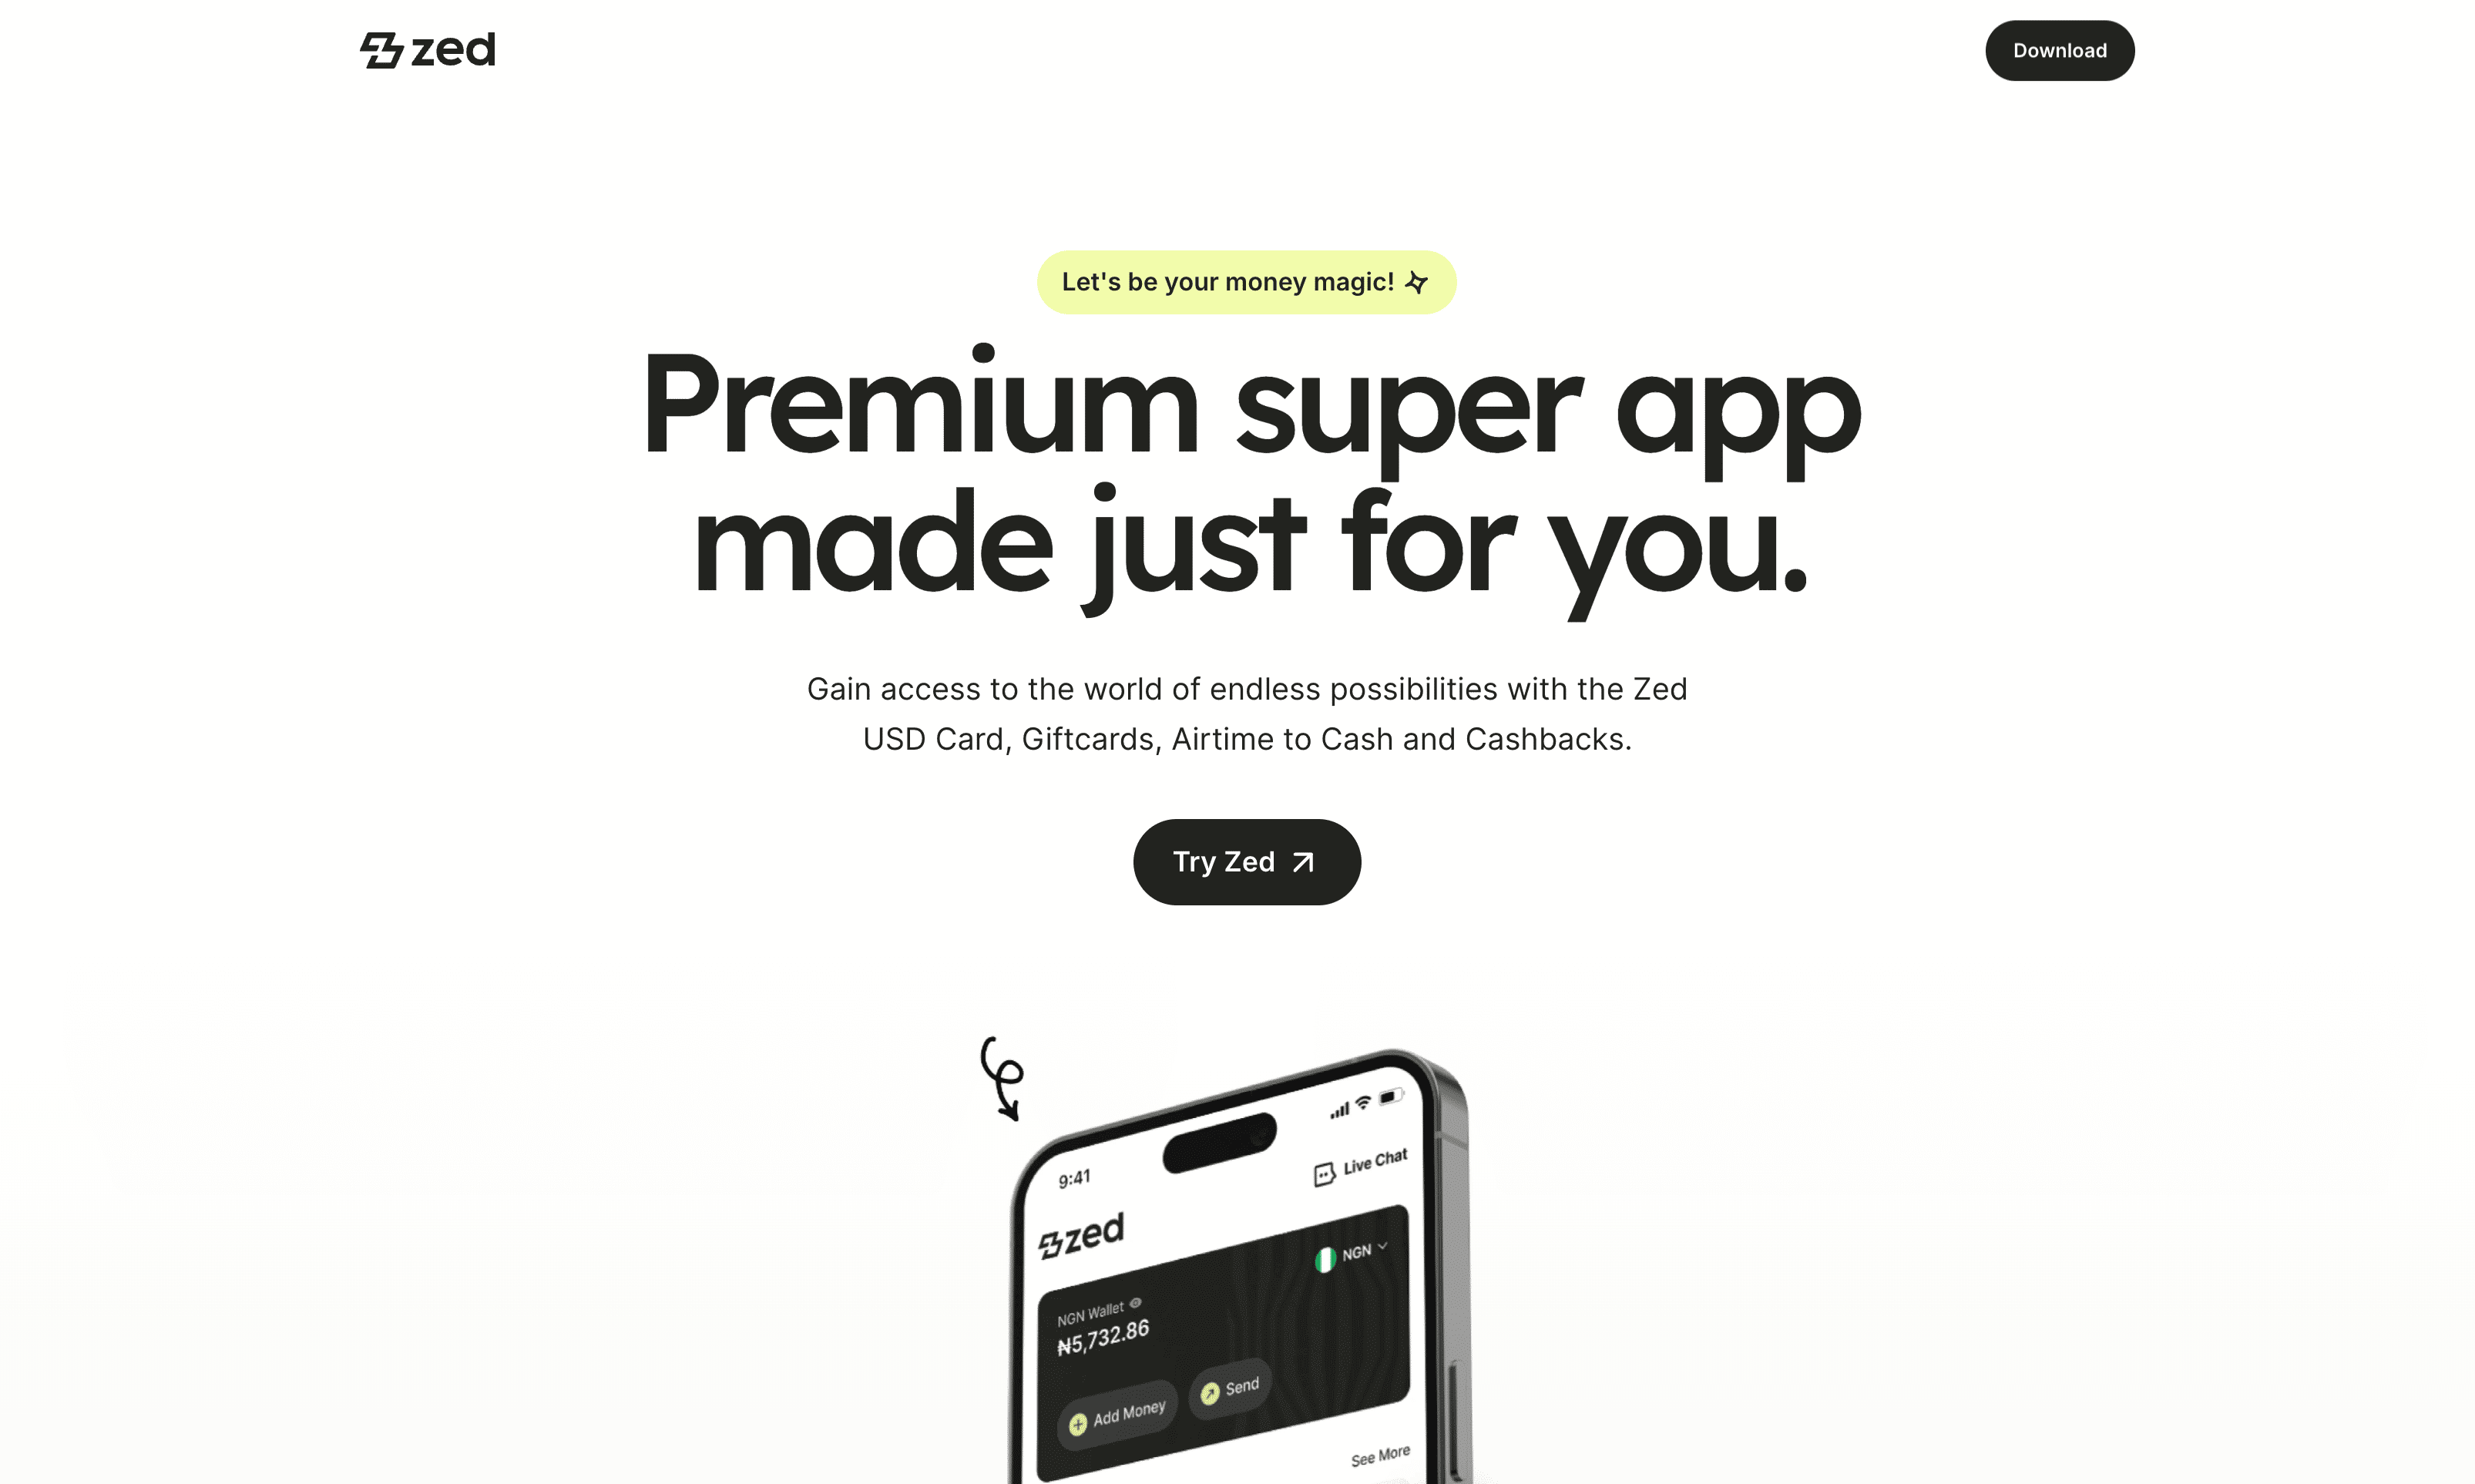 zed
Download
Let's be your money magic!
Premium super app
made just for you.
Gain access to the world of endless possibilities with the Zed
USD Card, Giftcards, Airtime to Cash and Cashbacks.
Try Zed
9:41
Live Chat
zed
NGN
NGN Wallet
₦5,732.86
Add Money
Send
See More